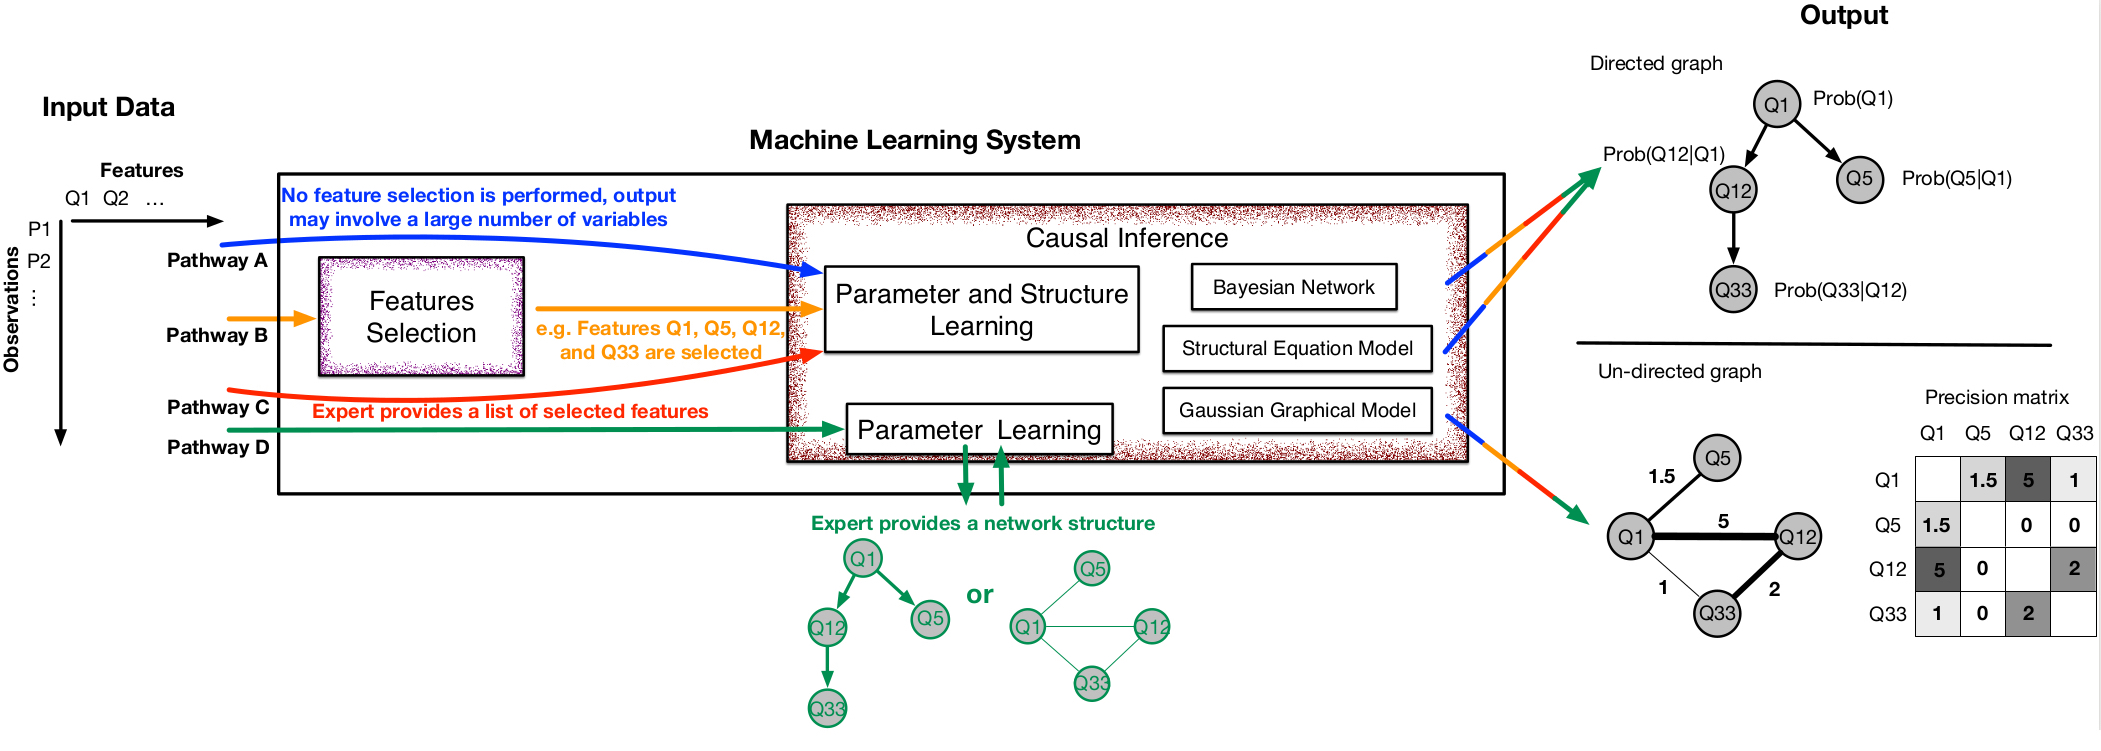 Output
Directed graph
Q1
Prob(Q1)
Prob(Q12|Q1)
Q12
Q5
Prob(Q5|Q1)
Q33
Prob(Q33|Q12)
Input Data
Features
Q1 Q2 ...
P1
P2
...
Observations
Machine Learning System
No feature selection is performed, output
may involve a large number of variables
Pathway A
Pathway B
Pathway C
Pathway D
Features
Selection
e.g. Features Q1, Q5, Q12,
and Q33 are selected
Expert provides a list of selected features
Causal Inference
Parameter and Structure
Learning
Parameter Learning
Bayesian Network
Structural Equation Model
Gaussian Graphical Model
Expert provides a network structure
Q1
Q12
Q5
Q33
or
Q5
Q1
Q12
Q33
Un-directed graph
Q5
1.5
Q1
5
Q12
1
2
Q33
Precision matrix
Q1 Q5 Q12 Q33
Q1 1.5 5 1
Q5 1.5 0 0
Q12 5 0 2
Q33 1 0 2